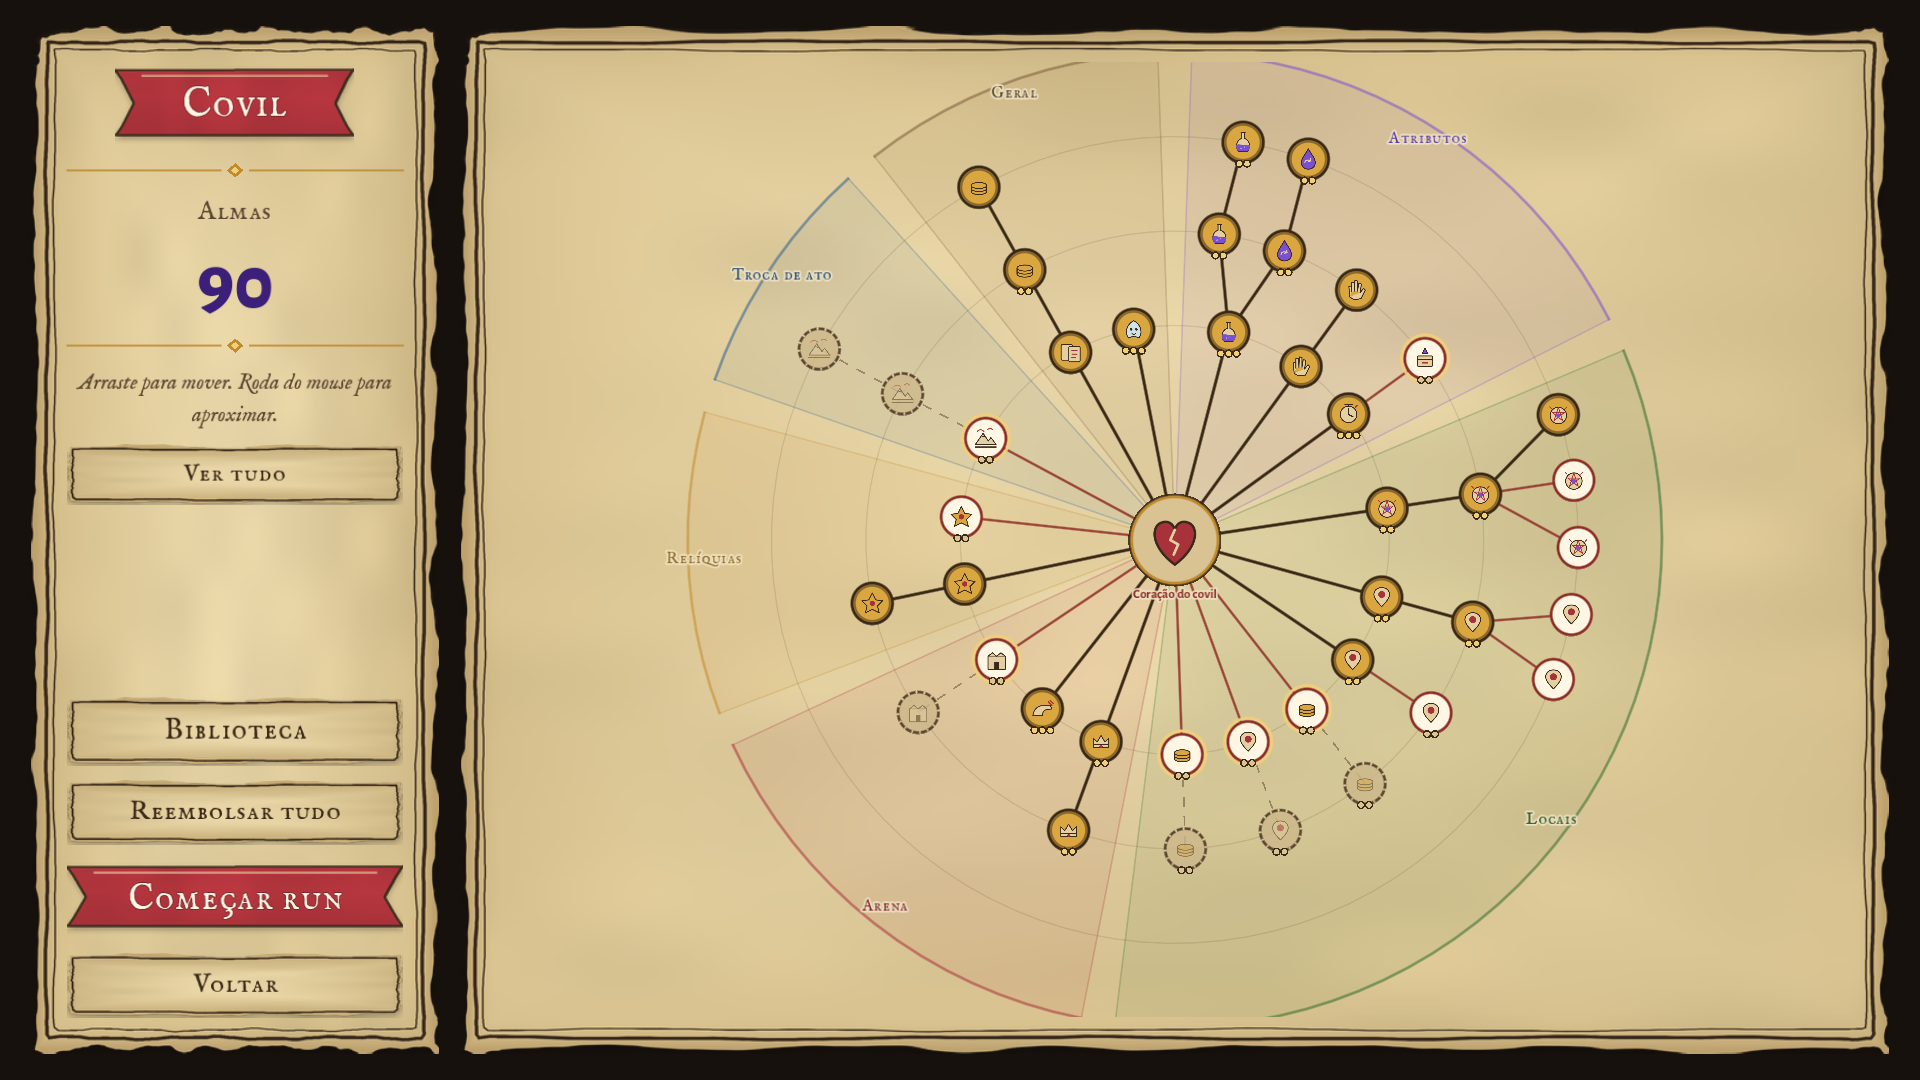 Covil
Almas
90
Arraste para mover. Roda do mouse para
aproximar.
Ver tudo
Biblioteca
Reembolsar tudo
Começar run
Voltar
Geral
Atributos
Troca de ato
Relíquias
Coração do covil
Locais
Arena